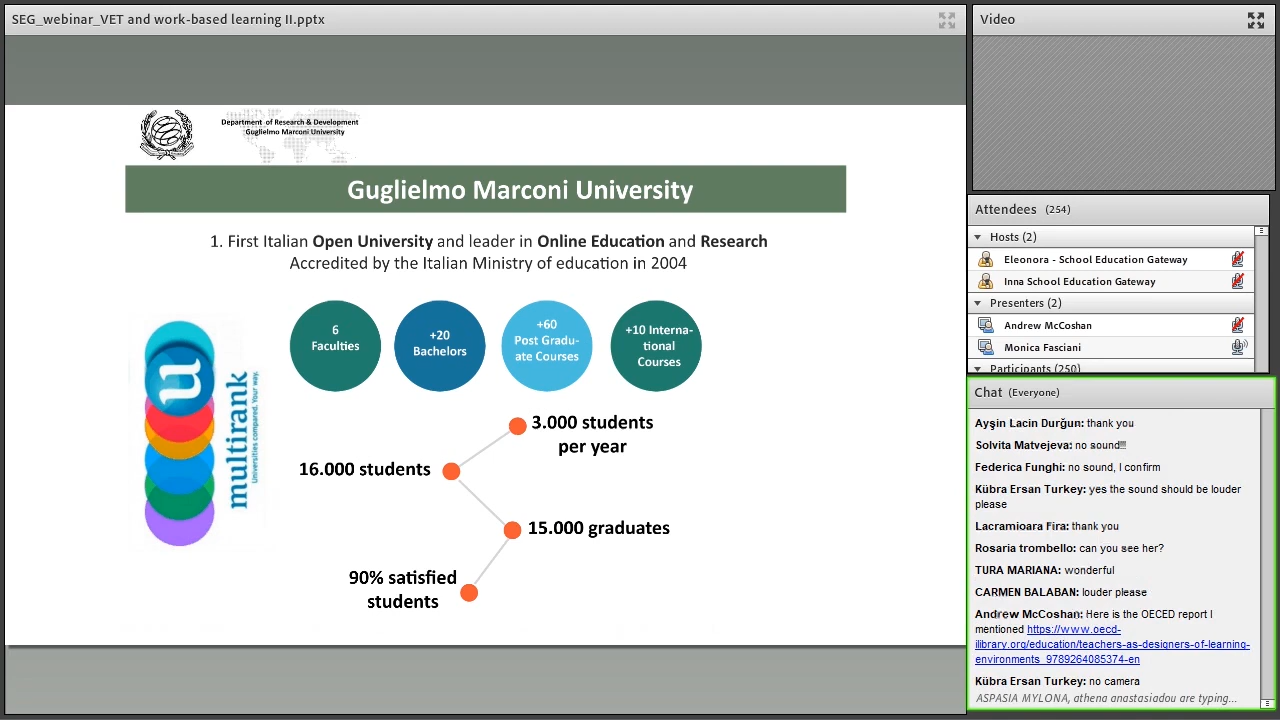 SEG_webinar_VET and work-based learning II.pptx
Department of Research & Development
Guglielmo Marconi University
Guglielmo Marconi University
1. First Italian Open University and leader in Online Education and Research
Accredited by the Italian Ministry of education in 2004
6
Faculties
+20
Bachelors
+60
Post Gradu-
ate Courses
+10 Interna-
tional
Courses
u
multirank
Universities compared. Your way.
3.000 students
per year
16.000 students
15.000 graduates
90% satisfied
students
Video
Attendees (254)
Hosts (2)
Eleonora - School Education Gateway
Inna School Education Gateway
Presenters (2)
Andrew McCoshan
Monica Fasciani
Participants (250)
Chat (Everyone)
Ayşin Lacin Durğun: thank you
Solvita Matvejeva: no sound!!!!
Federica Funghi: no sound, I confirm
Kübra Ersan Turkey: yes the sound should be louder
please
Lacramioara Fira: thank you
Rosaria trombello: can you see her?
TURA MARIANA: wonderful
CARMEN BALABAN: louder please
Andrew McCoshan: Here is the OECED report I
mentioned https://www.oecd-
ilibrary.org/education/teachers-as-designers-of-learning-
environments_9789264085374-en
Kübra Ersan Turkey: no camera
ASPASIA MYLONA, athena anastasiadou are typing...